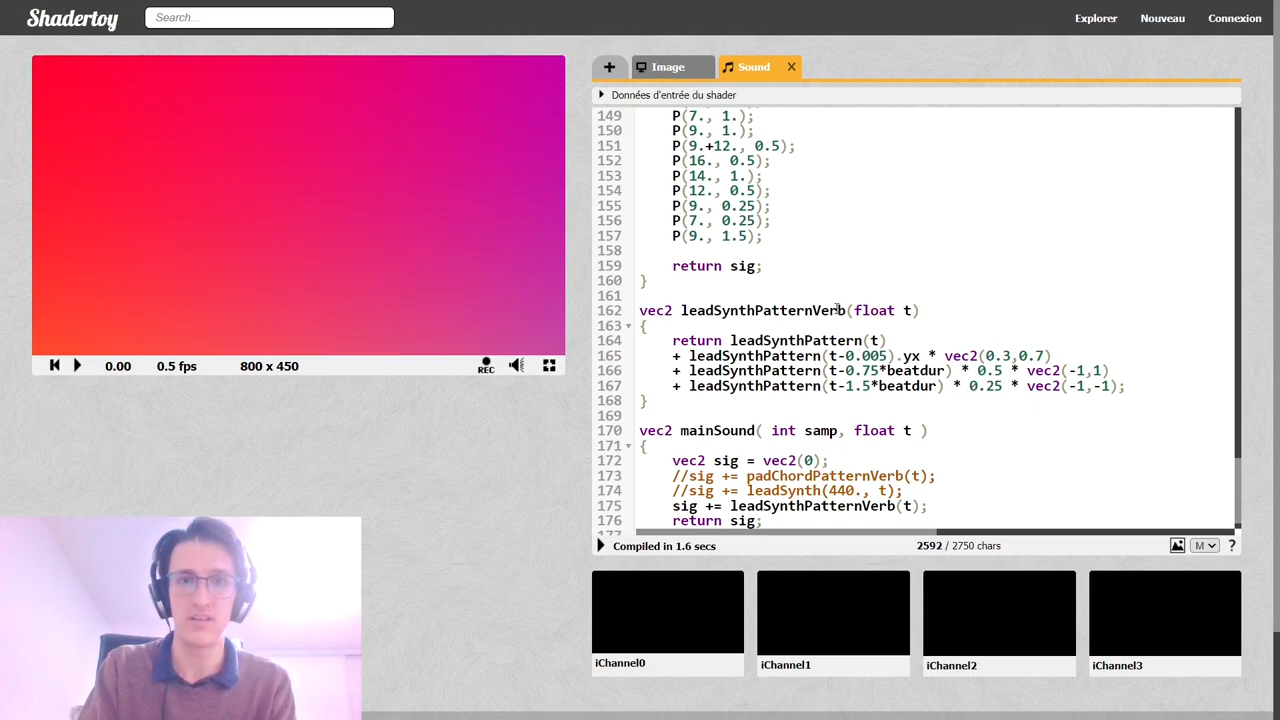 Shadertoy
Search...
Explorer
Nouveau
Connexion
+
Image
Sound
×
Données d'entrée du shader
149 P(7., 1.);
150 P(9., 1.);
151 P(9.+12., 0.5);
152 P(16., 0.5);
153 P(14., 1.);
154 P(12., 0.5);
155 P(9., 0.25);
156 P(7., 0.25);
157 P(9., 1.5);
158
159 return sig;
160 }
161
162 vec2 leadSynthPatternVerb(float t)
163 {
164 return leadSynthPattern(t)
165 + leadSynthPattern(t-0.005).yx * vec2(0.3,0.7)
166 + leadSynthPattern(t-0.75*beatdur) * 0.5 * vec2(-1,1)
167 + leadSynthPattern(t-1.5*beatdur) * 0.25 * vec2(-1,-1);
168 }
169
170 vec2 mainSound( int samp, float t )
171 {
172 vec2 sig = vec2(0);
173 //sig += padChordPatternVerb(t);
174 //sig += leadSynth(440., t);
175 sig += leadSynthPatternVerb(t);
176 return sig;
0.00
0.5 fps
800 x 450
REC
Compiled in 1.6 secs
2592 / 2750 chars
M
?
iChannel0
iChannel1
iChannel2
iChannel3